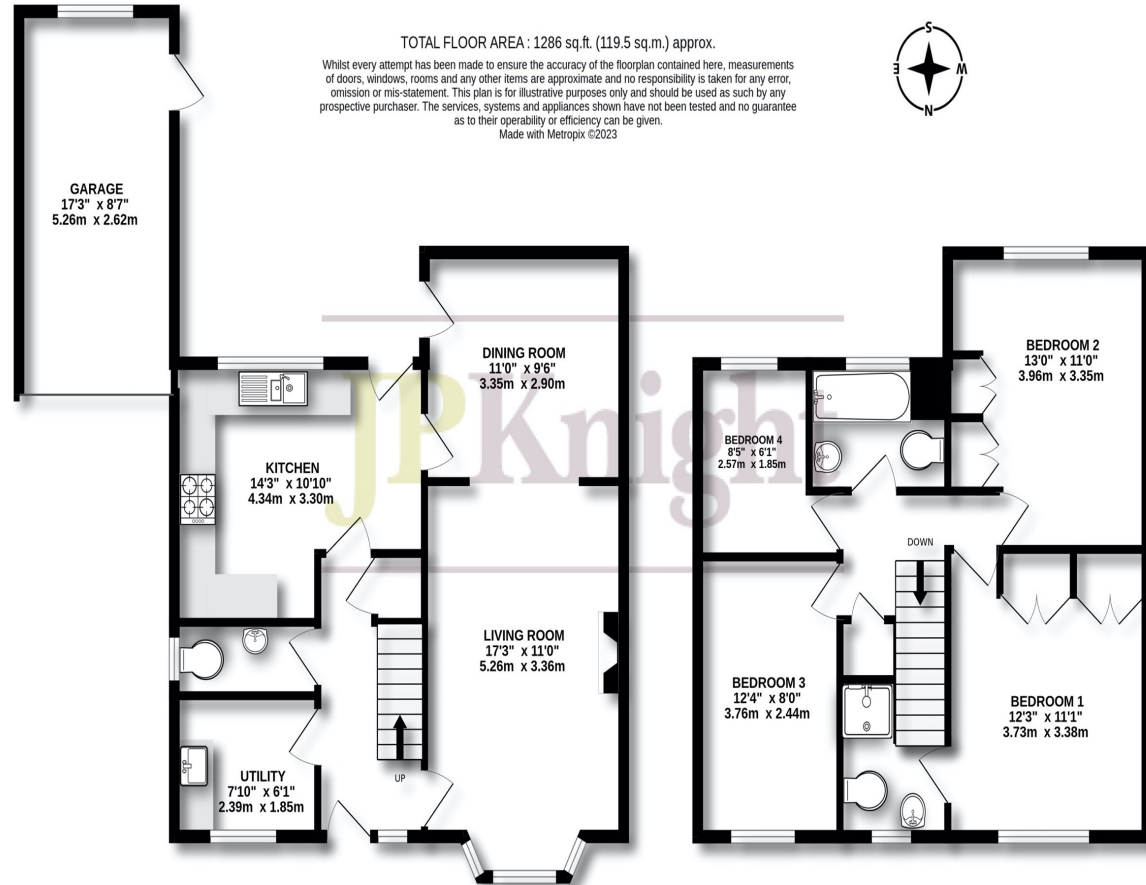 TOTAL FLOOR AREA : 1286 sq.ft. (119.5 sq.m.) approx.
Whilst every attempt has been made to ensure the accuracy of the floorplan contained here, measurements
of doors, windows, rooms and any other items are approximate and no responsibility is taken for any error,
omission or mis-statement. This plan is for illustrative purposes only and should be used as such by any
prospective purchaser. The services, systems and appliances shown have not been tested and no guarantee
as to their operability or efficiency can be given.
Made with Metropix ©2023
S
E
W
N
GARAGE
17'3" x 8'7"
5.26m x 2.62m
DINING ROOM
11'0" x 9'6"
3.35m x 2.90m
BEDROOM 2
13'0" x 11'0"
3.96m x 3.35m
JPKnight
BEDROOM 4
8'5" x 6'1"
2.57m x 1.85m
KITCHEN
14'3" x 10'10"
4.34m x 3.30m
DOWN
LIVING ROOM
17'3" x 11'0"
5.26m x 3.36m
BEDROOM 3
12'4" x 8'0"
3.76m x 2.44m
BEDROOM 1
12'3" x 11'1"
3.73m x 3.38m
UTILITY
7'10" x 6'1"
2.39m x 1.85m
UP